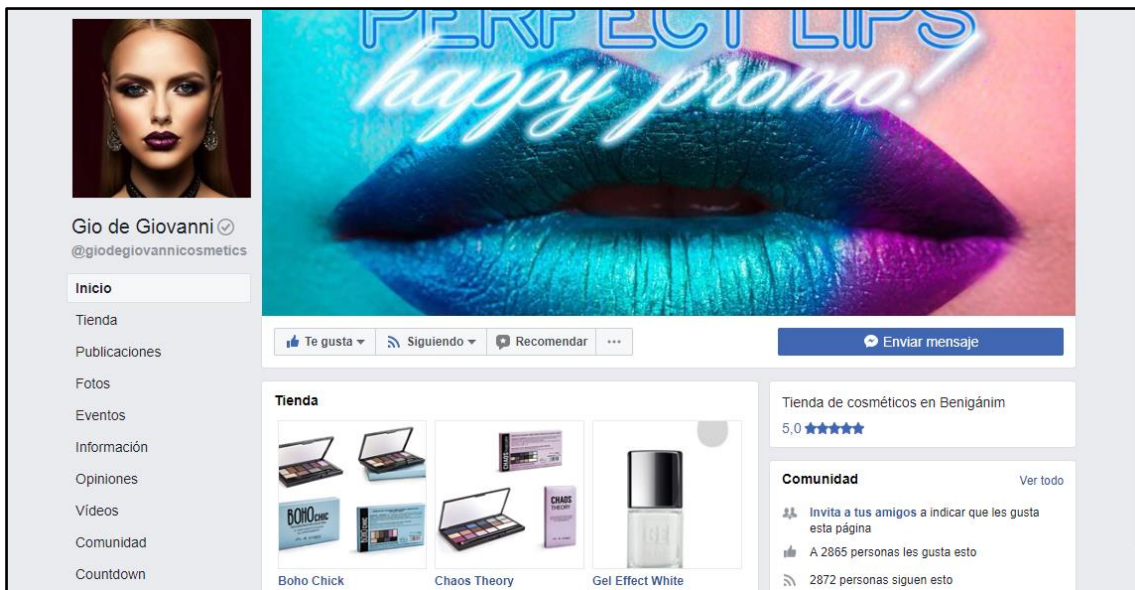 PERFECT LIPS
happy promo!
Gio de Giovanni
@giodegiovannicosmetics
Inicio
Tienda
Publicaciones
Fotos
Eventos
Información
Opiniones
Vídeos
Comunidad
Countdown
Te gusta
Siguiendo
Recomendar
...
Enviar mensaje
Tienda
BOHO CHIC
CHAOS THEORY
CHAOS
THEORY
GEL
Boho Chick
Chaos Theory
Gel Effect White
Tienda de cosméticos en Benigánim
5,0
Comunidad
Ver todo
Invita a tus amigos a indicar que les gusta
esta página
A 2865 personas les gusta esto
2872 personas siguen esto